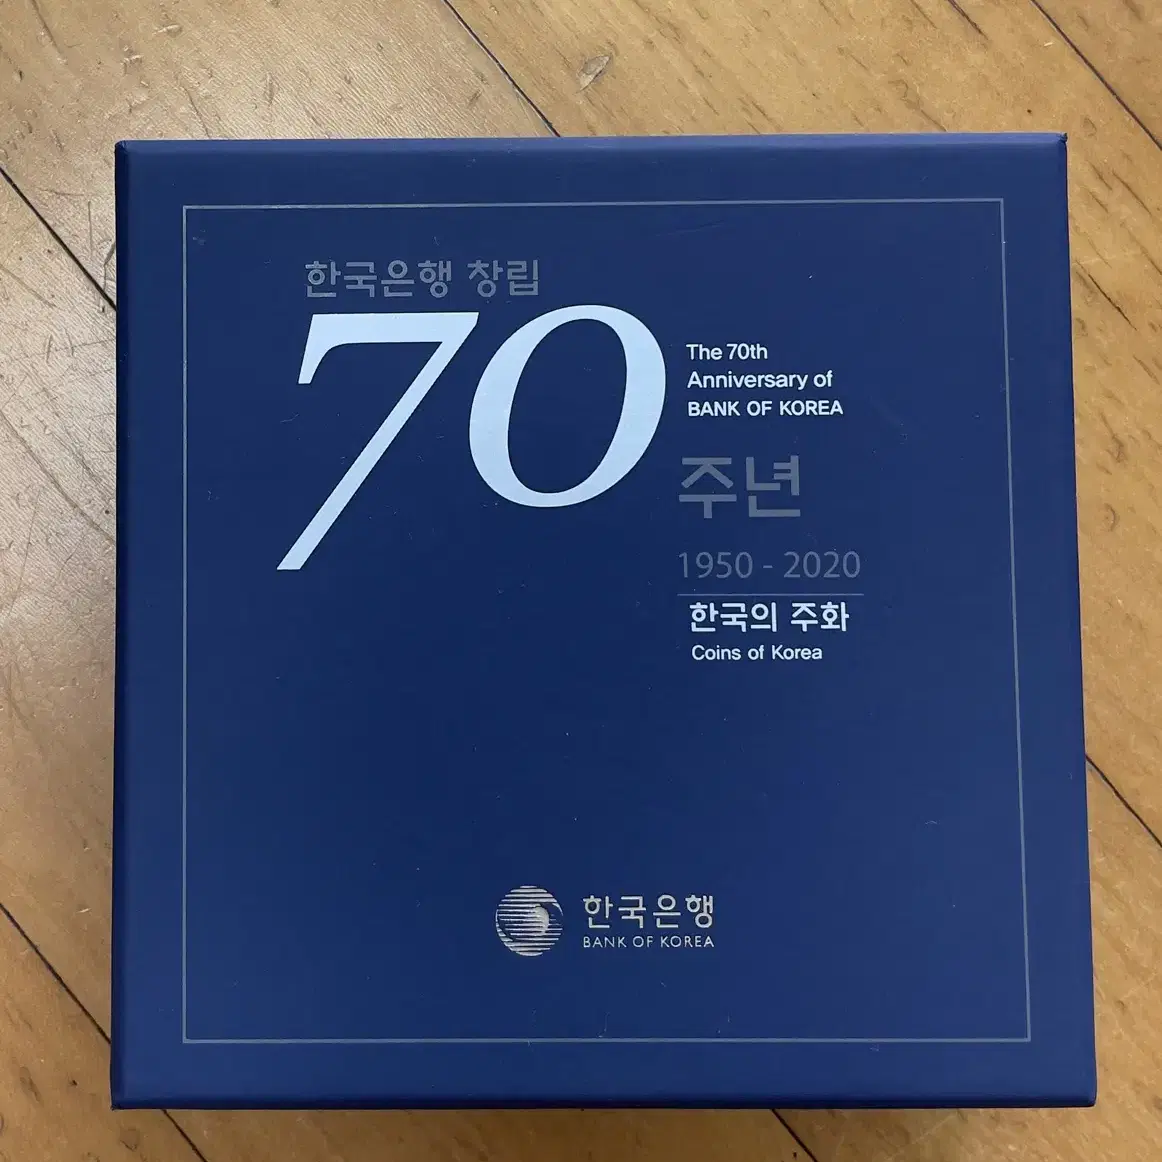 한국은행 창립
70
The 70th
Anniversary of
BANK OF KOREA
주년
1950 - 2020
한국의 주화
Coins of Korea
한국은행
BANK OF KOREA